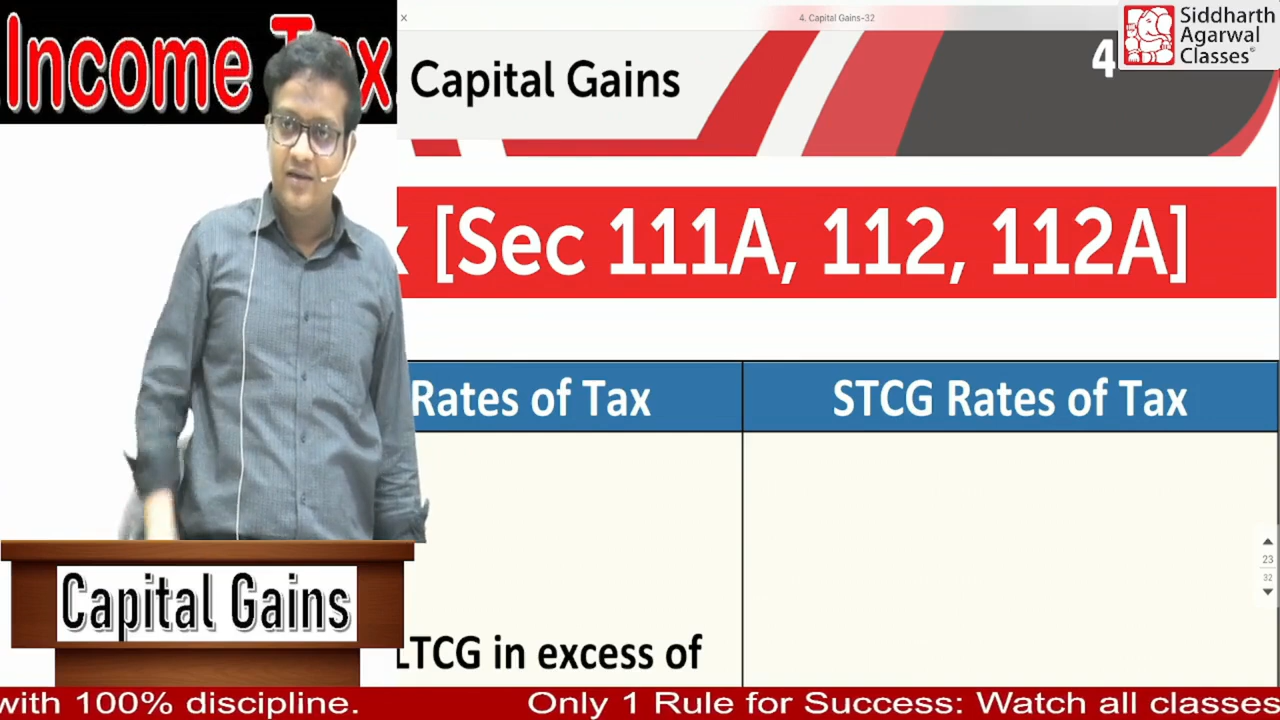 Income Tax
4. Capital Gains-32
Siddharth
Agarwal
Classes
Capital Gains
4
x [Sec 111A, 112, 112A]
Rates of Tax
STCG Rates of Tax
23
32
LTCG in excess of
Capital Gains
with 100% discipline.
Only 1 Rule for Success: Watch all classes